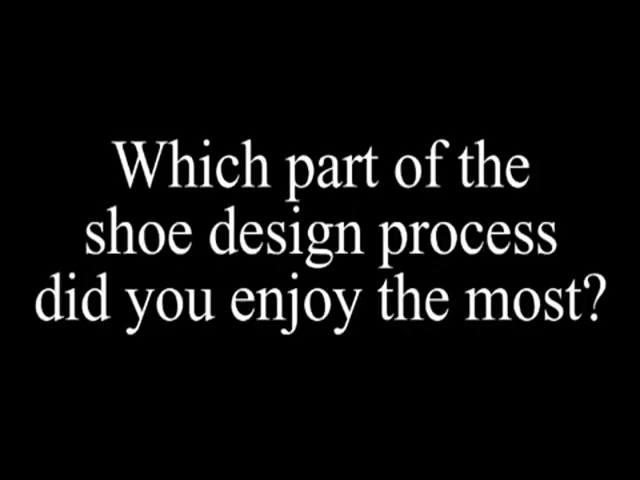 Which part of the
shoe design process
did you enjoy the most?